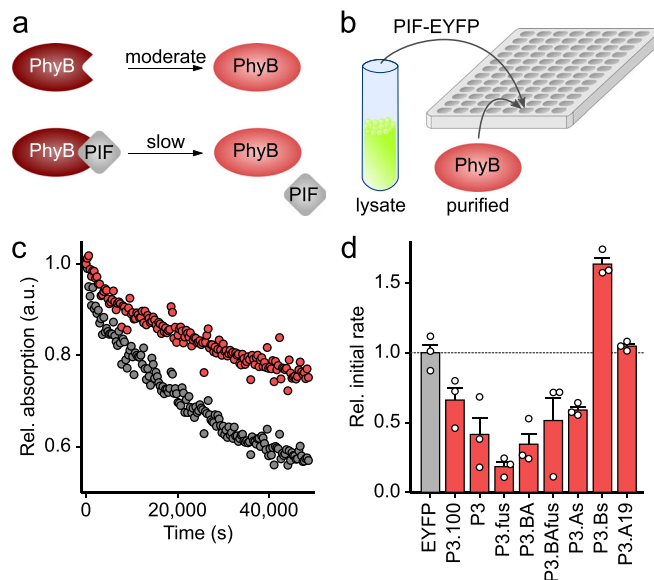 a
PhyB moderate PhyB
PhyB PIF slow PhyB
PIF
b
PIF-EYFP
PhyB
lysate purified
c
Rel. absorption (a.u.)
1.0
0.8
0.6
0 20,000 40,000
Time (s)
d
Rel. initial rate
1.5
1.0
0.5
0.0
EYFP P3.100 P3 P3.fus P3.BA P3.BAfus P3.As P3.Bs P3.A19